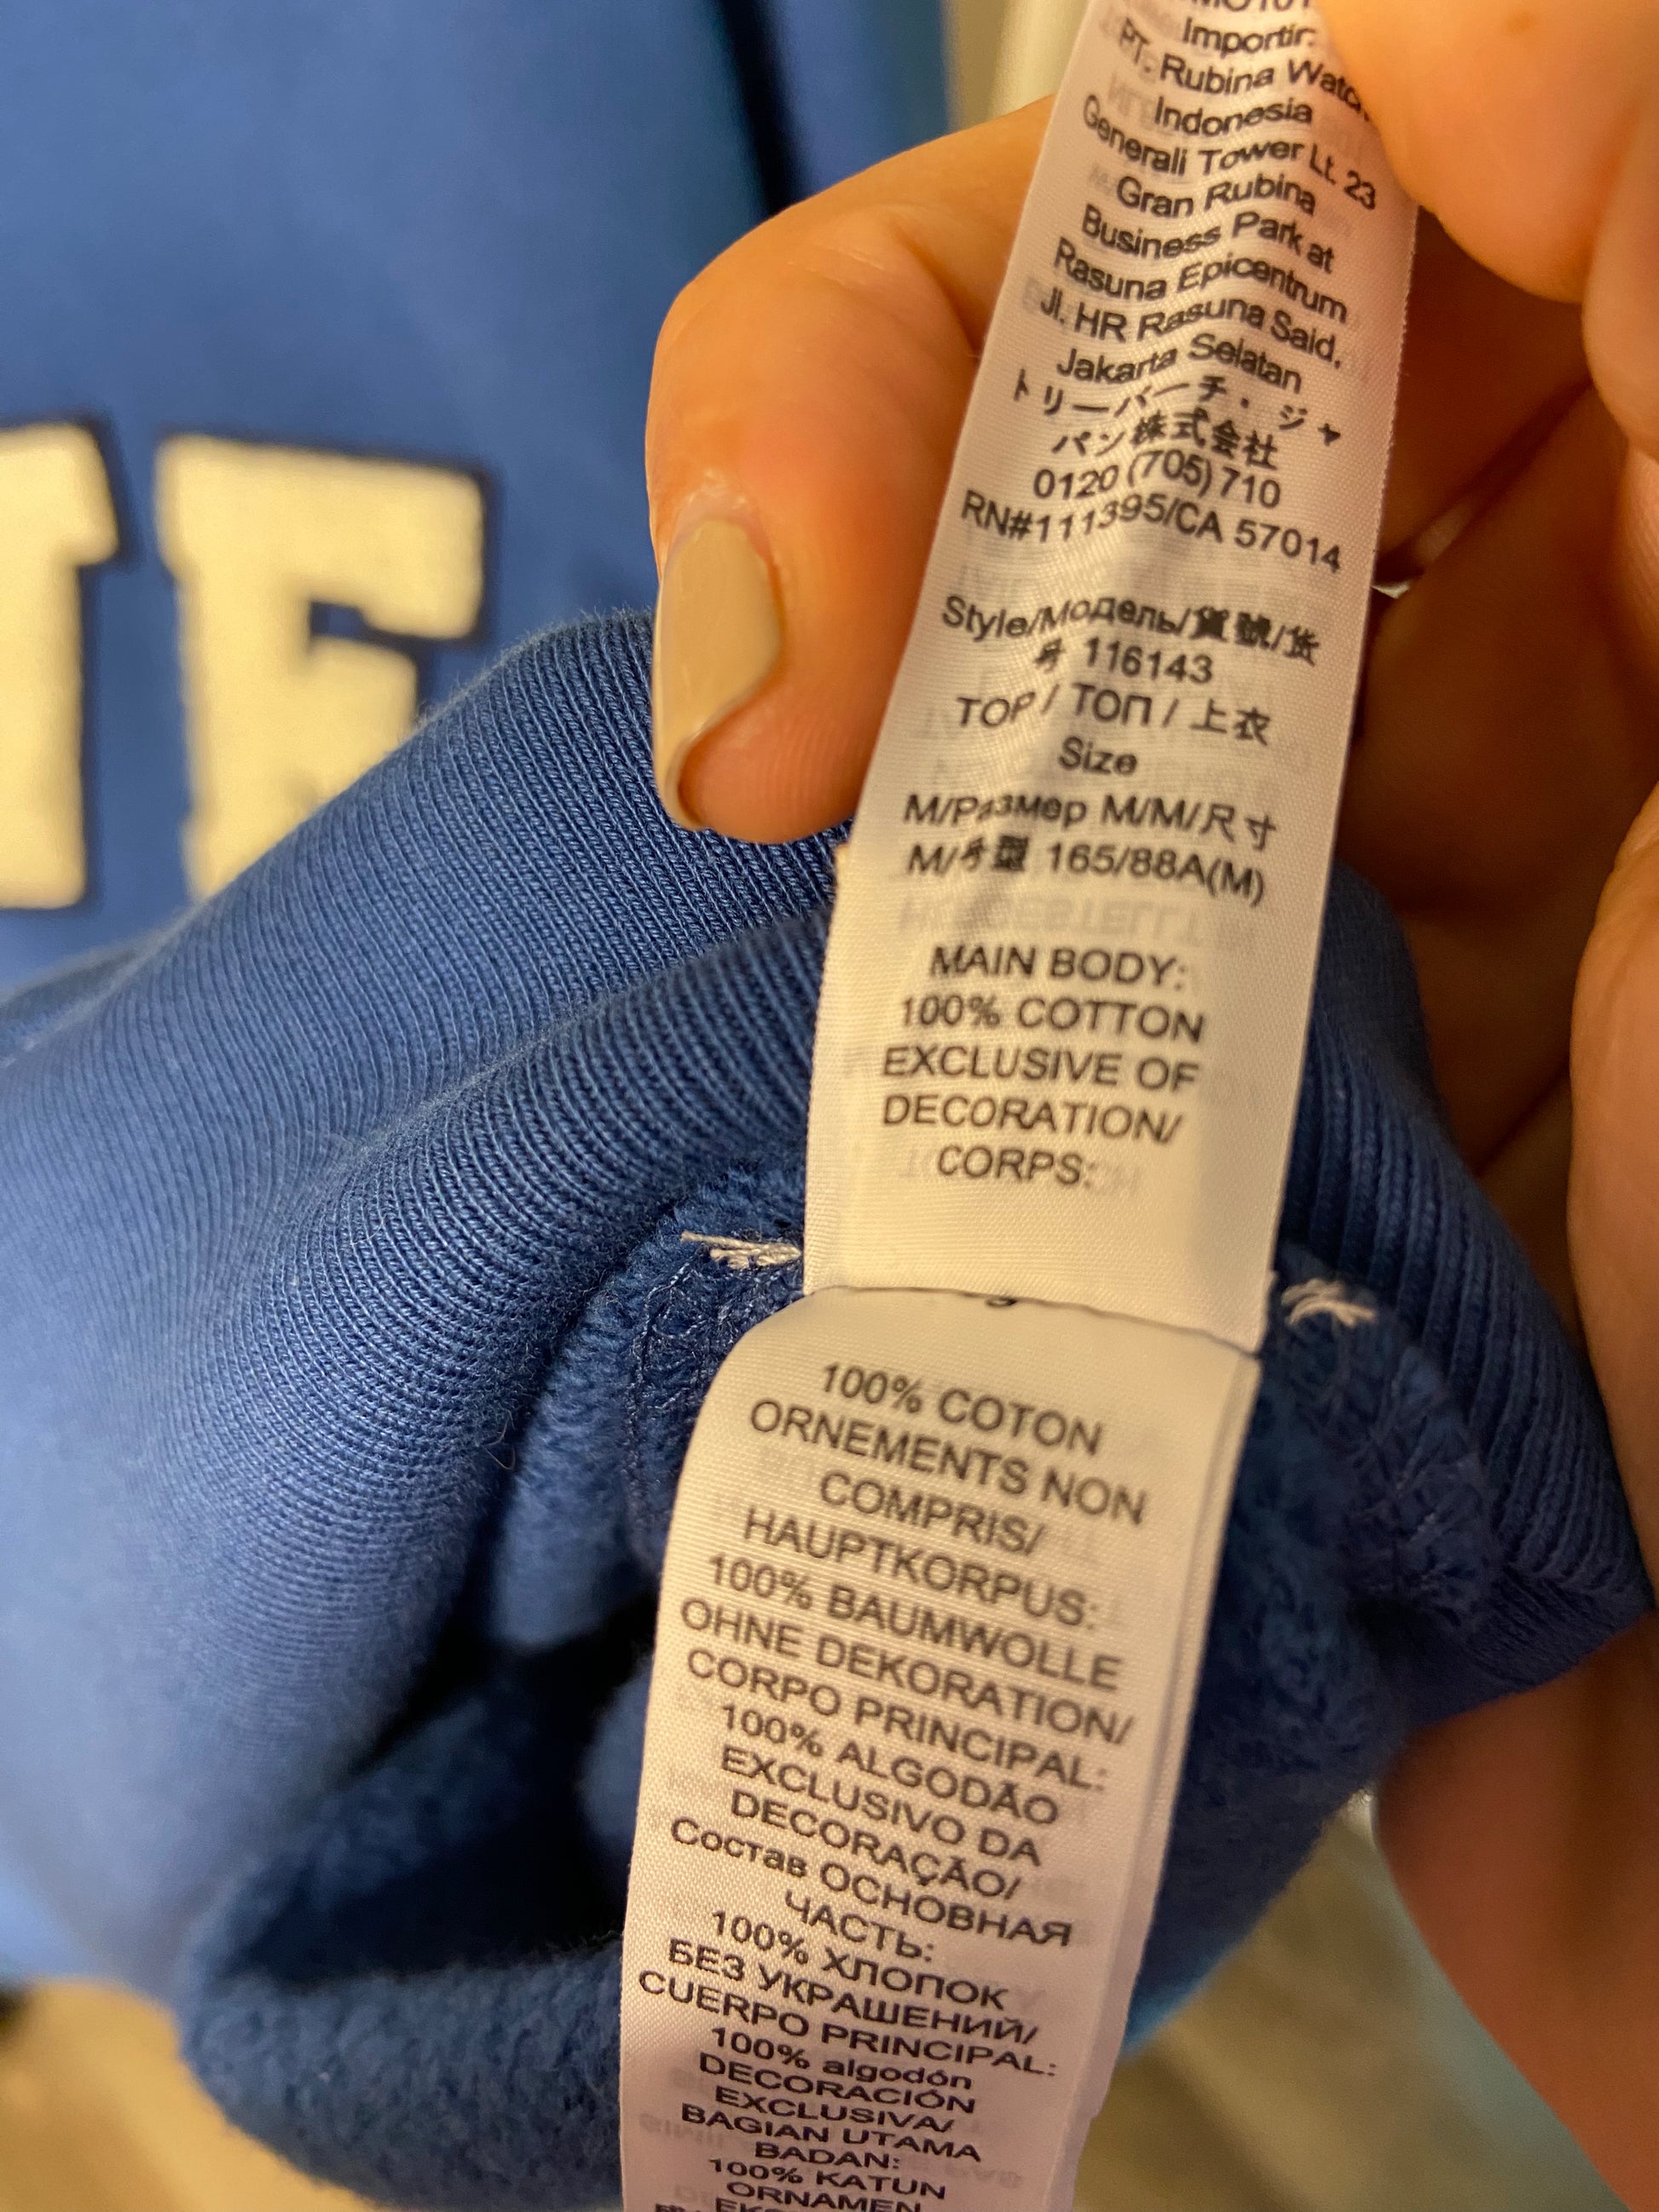 Importir:
PT. Rubina Watch
Indonesia
Generali Tower Lt. 23
Gran Rubina
Business Park at
Rasuna Epicentrum
Jl. HR Rasuna Said,
Jakarta Selatan
トリーバーチ・ジャ
パン株式会社
0120 (705) 710
RN#111395/CA 57014
Style/Модель/貨號/货
号 116143
TOP / ТОП / 上衣
Size
M/Размер M/M/尺寸
M/号型 165/88A(M)
MAIN BODY:
100% COTTON
EXCLUSIVE OF
DECORATION/
CORPS:
100% COTON
ORNEMENTS NON
COMPRIS/
HAUPTKORPUS:
100% BAUMWOLLE
OHNE DEKORATION/
CORPO PRINCIPAL:
100% ALGODÃO
EXCLUSIVO DA
DECORAÇÃO/
Состав ОСНОВНАЯ
ЧАСТЬ:
100% ХЛОПОК
БЕЗ УКРАШЕНИЙ/
CUERPO PRINCIPAL:
100% algodón
DECORACIÓN
EXCLUSIVA/
BAGIAN UTAMA
BADAN:
100% KATUN
ORNAMEN